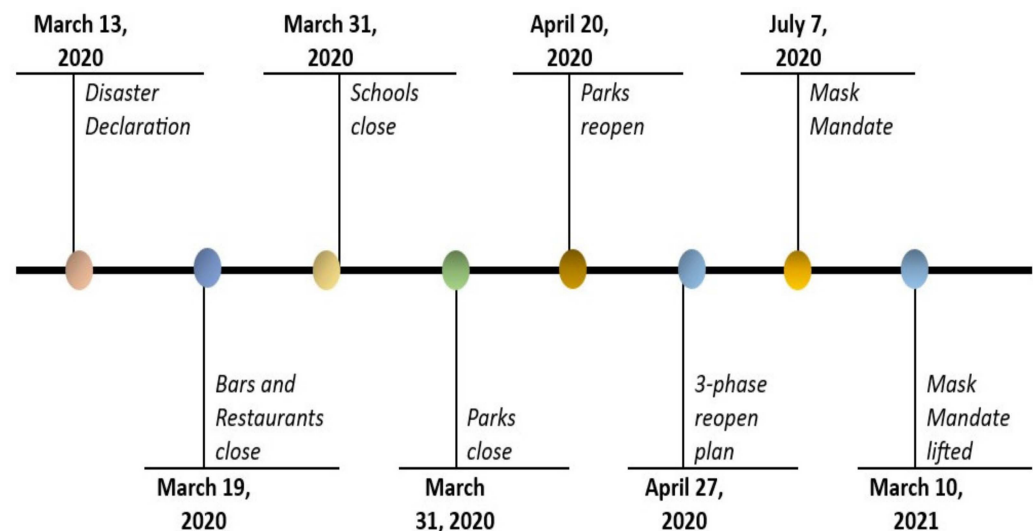 March 13,
2020
Disaster
Declaration
March 31,
2020
Schools
close
April 20,
2020
Parks
reopen
July 7,
2020
Mask
Mandate
Bars and
Restaurants
close
March 19,
2020
Parks
close
March
31, 2020
3-phase
reopen
plan
April 27,
2020
Mask
Mandate
lifted
March 10,
2021